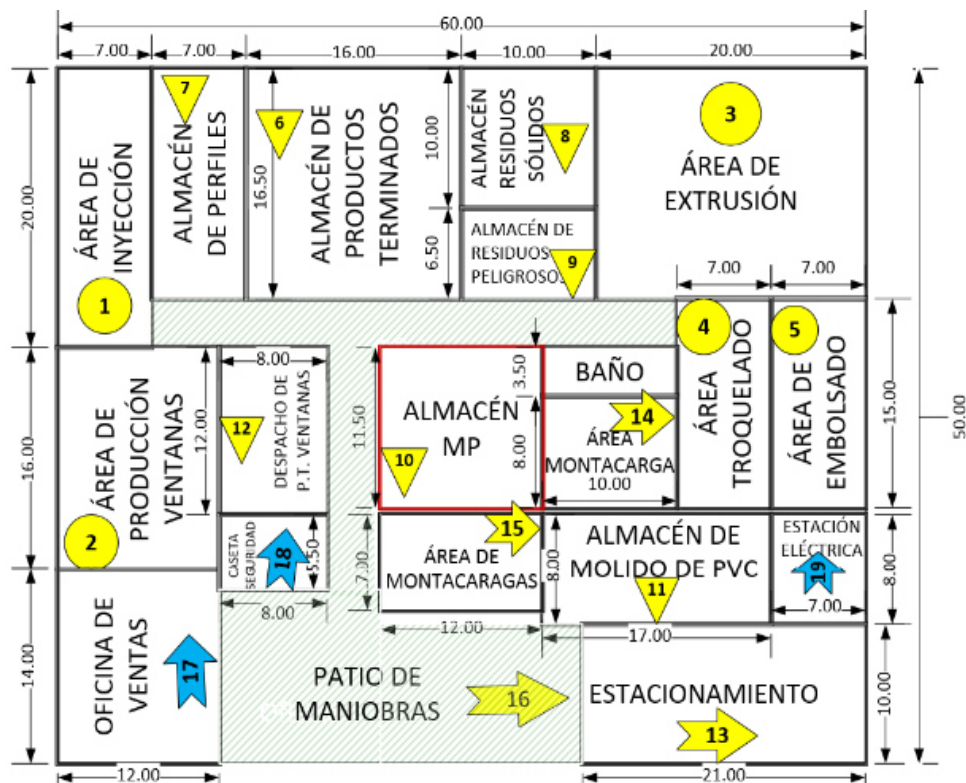 60.00
7.00
7.00
16.00
10.00
20.00
20.00
ÁREA DE
INYECCIÓN
1
7
ALMACÉN
DE PERFILES
6
16.50
ALMACÉN DE
PRODUCTOS
TERMINADOS
10.00
ALMACÉN
RESIDUOS
SÓLIDOS
8
6.50
ALMACÉN DE
RESIDUOS
PELIGROSO
9
3
ÁREA DE
EXTRUSIÓN
7.00
7.00
50.00
16.00
ÁREA DE
PRODUCCIÓN
VENTANAS
2
12.00
8.00
12
DESPACHO DE
P.T. VENTANAS
11.50
ALMACÉN
MP
10
3.50
8.00
BAÑO
14
ÁREA
MONTACARGA
10.00
4
ÁREA
TROQUELADO
5
ÁREA DE
EMBOLSADO
15.00
CASETA
SEGURIDAD
18
5.50
8.00
7.00
15
ÁREA DE
MONTACARAGAS
12.00
8.00
ALMACÉN DE
MOLIDO DE PVC
11
17.00
ESTACIÓN
ELÉCTRICA
19
7.00
8.00
14.00
OFICINA DE
VENTAS
17
12.00
PATIO DE
MANIOBRAS
16
ESTACIONAMIENTO
13
21.00
10.00